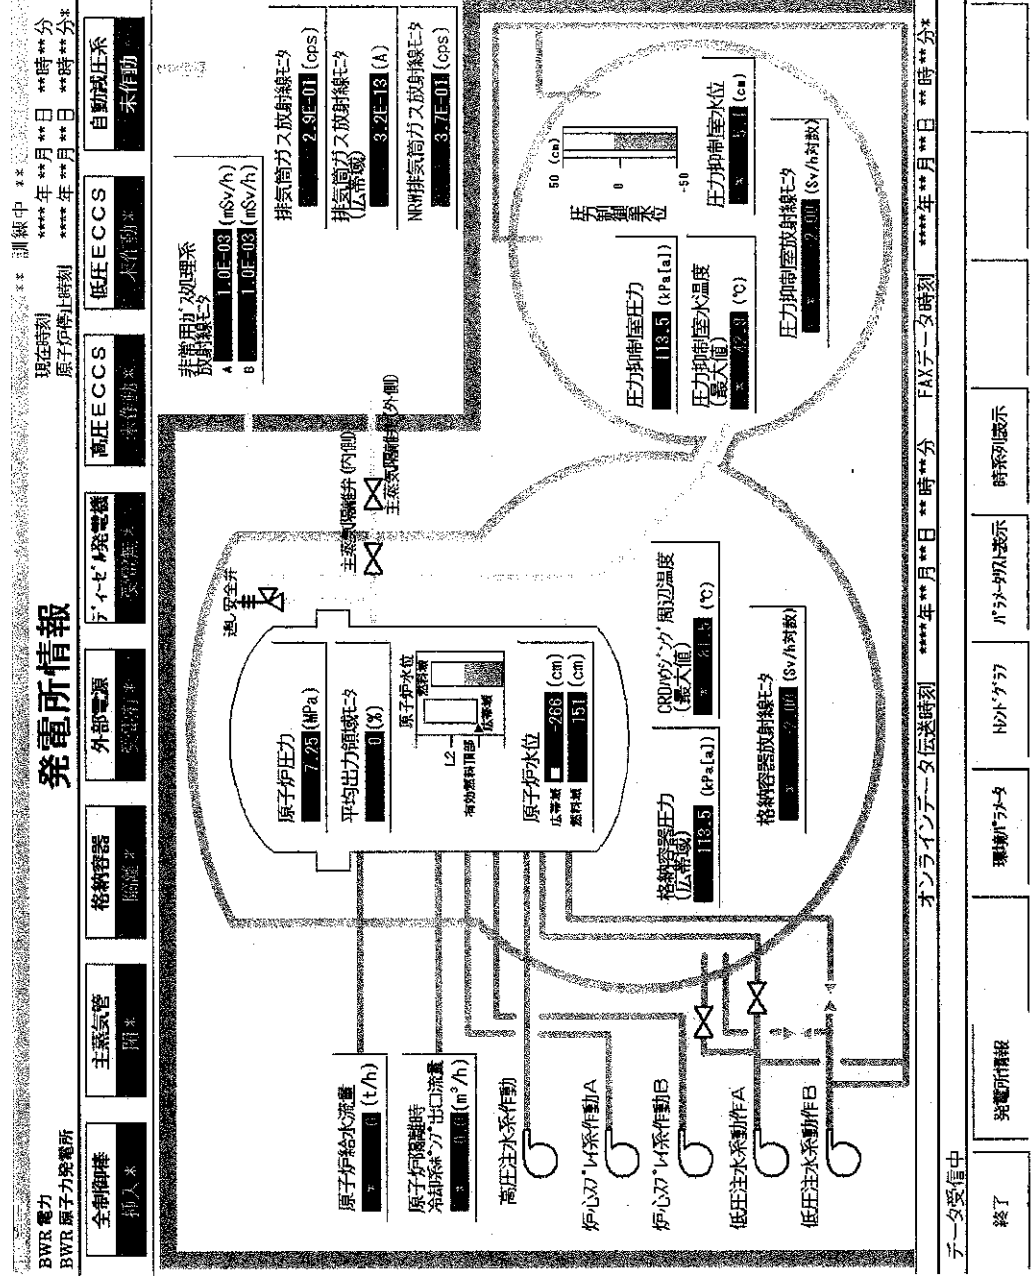 ** 訓練中 **
発電所情報
BWR 電力
BWR 原子力発電所
現在時刻 ****年**月**日 **時**分
原子炉停止時刻 ****年**月**日 **時**分*
全制御棒
挿入*
主蒸気管
閉*
格納容器
隔離*
外部電源
ディーゼル発電機
高圧ECCS
未作動*
低圧ECCS
未作動*
自動減圧系
未作動
非常用ガス処理系
放射線モニタ
A 1.0E-03 (mSv/h)
B 1.0E-03 (mSv/h)
排気筒ガス放射線モニタ
2.9E-01 (cps)
排気筒ガス放射線モニタ
(広帯域)
3.2E-13 (A)
NRW排気筒ガス放射線モニタ
3.7E-01 (cps)
逃し安全弁
主蒸気隔離弁(内側)
主蒸気隔離弁(外側)
原子炉圧力
7.25 (MPa)
平均出力領域モニタ
0 (%)
原子炉水位
燃料域
L2
有効燃料頂部
広帯域
原子炉水位
広帯域 -266 (cm)
燃料域 151 (cm)
原子炉給水流量
* 0 (t/h)
原子炉隔離時
冷却系ポンプ出口流量
* 0.0 (m³/h)
高圧注水系作動
炉心スプレイ系作動A
炉心スプレイ系作動B
低圧注水系動作A
低圧注水系動作B
格納容器圧力
(広帯域)
113.5 (kPa[a])
CRDハウジング周辺温度
(最大値)
(℃)
格納容器放射線モニタ
* -2.00 (Sv/h対数)
圧力抑制室圧力
113.5 (kPa[a])
圧力抑制室水温度
(最大値)
* 42.9 (℃)
圧力抑制室水位
50 (cm)
0
-50
圧力抑制室水位
(cm)
圧力抑制室放射線モニタ
* -2.00 (Sv/h対数)
データ受信中
オンラインデータ伝送時刻 ****年**月**日 **時**分
FAXデータ時刻 ****年**月**日 **時**分*
終了
発電所情報
環境パラメータ
トレンドグラフ
パラメータリスト表示
時系列表示